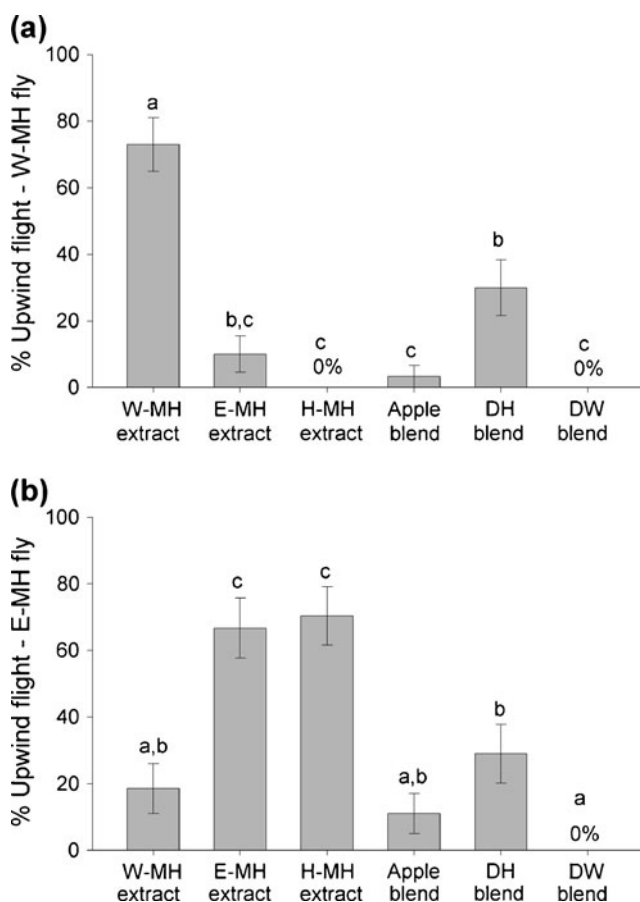 (a)
% Upwind flight - W-MH fly
100
80
60
40
20
0
a
b,c
c
0%
c
b
c
0%
W-MH extract
E-MH extract
H-MH extract
Apple blend
DH blend
DW blend
(b)
% Upwind flight - E-MH fly
100
80
60
40
20
0
a,b
c
c
a,b
b
a
0%
W-MH extract
E-MH extract
H-MH extract
Apple blend
DH blend
DW blend